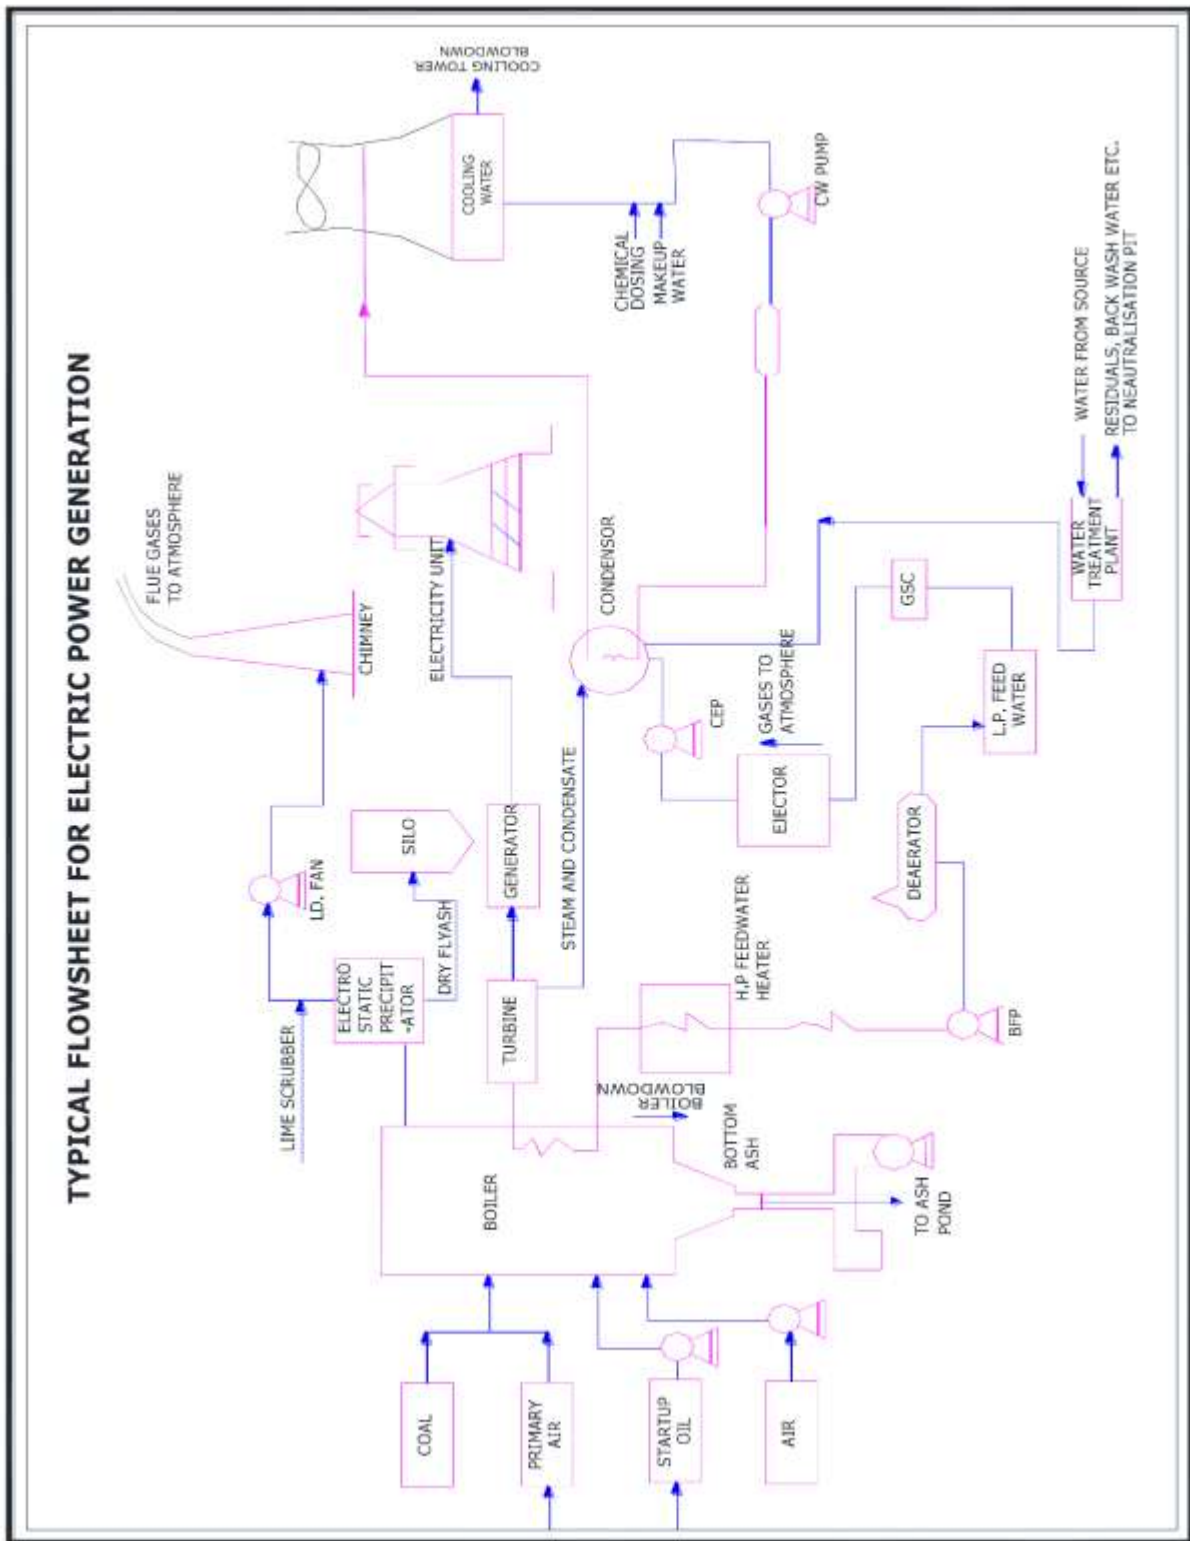 TYPICAL FLOWSHEET FOR ELECTRIC POWER GENERATION
FLUE GASES
TO ATMOSPHERE
CHIMNEY
I.D. FAN
LIME SCRUBBER
ELECTRO
STATIC
PRECIPIT
-ATOR
DRY FLYASH
SILO
COOLING TOWER
BLOWDOWN
COOLING
WATER
ELECTRICITY UNIT
GENERATOR
TURBINE
STEAM AND CONDENSATE
CONDENSOR
CHEMICAL
DOSING
MAKEUP
WATER
CW PUMP
COAL
PRIMARY
AIR
STARTUP
OIL
AIR
BOILER
BOILER
BLOWDOWN
BOTTOM
ASH
TO ASH
POND
H.P FEEDWATER
HEATER
BFP
DEAERATOR
EJECTOR
CEP
GASES TO
ATMOSPHERE
GSC
L.P. FEED
WATER
WATER
TREATMENT
PLANT
WATER FROM SOURCE
RESIDUALS, BACK WASH WATER ETC.
TO NEAUTRALISATION PIT